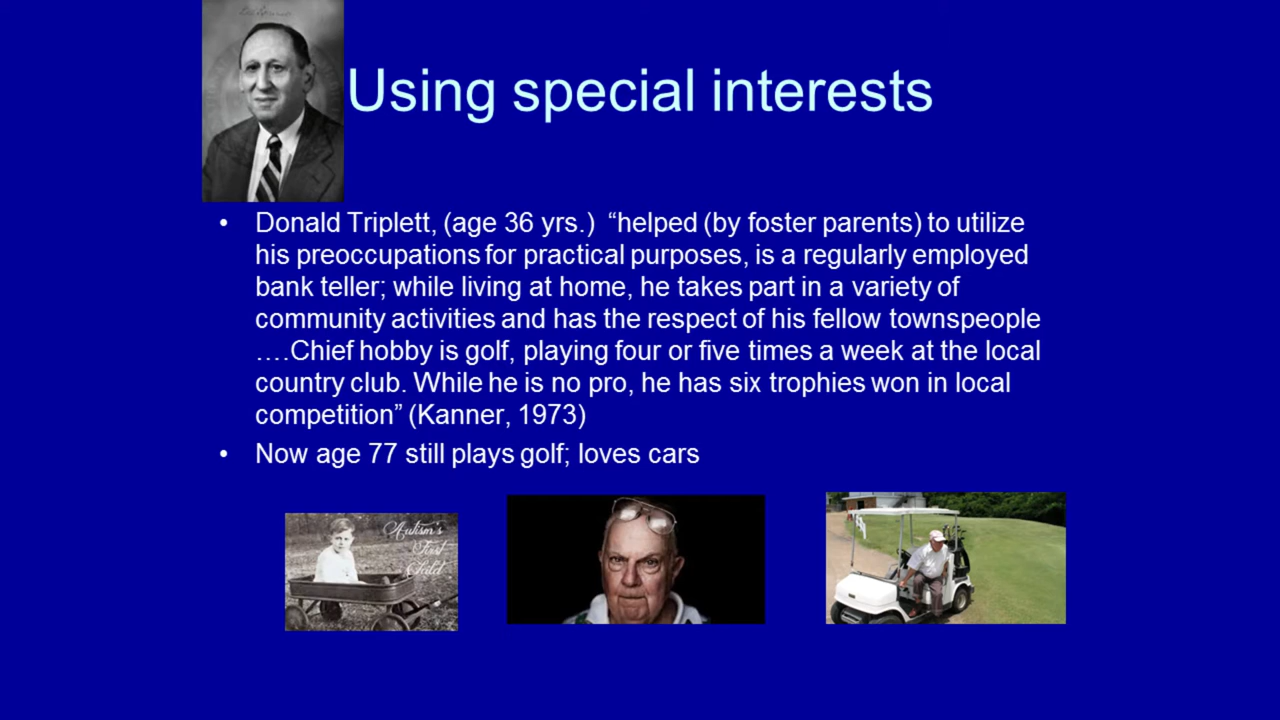 Using special interests
• Donald Triplett, (age 36 yrs.) “helped (by foster parents) to utilize
his preoccupations for practical purposes, is a regularly employed
bank teller; while living at home, he takes part in a variety of
community activities and has the respect of his fellow townspeople
….Chief hobby is golf, playing four or five times a week at the local
country club. While he is no pro, he has six trophies won in local
competition” (Kanner, 1973)
• Now age 77 still plays golf; loves cars
Autism's
First
Child